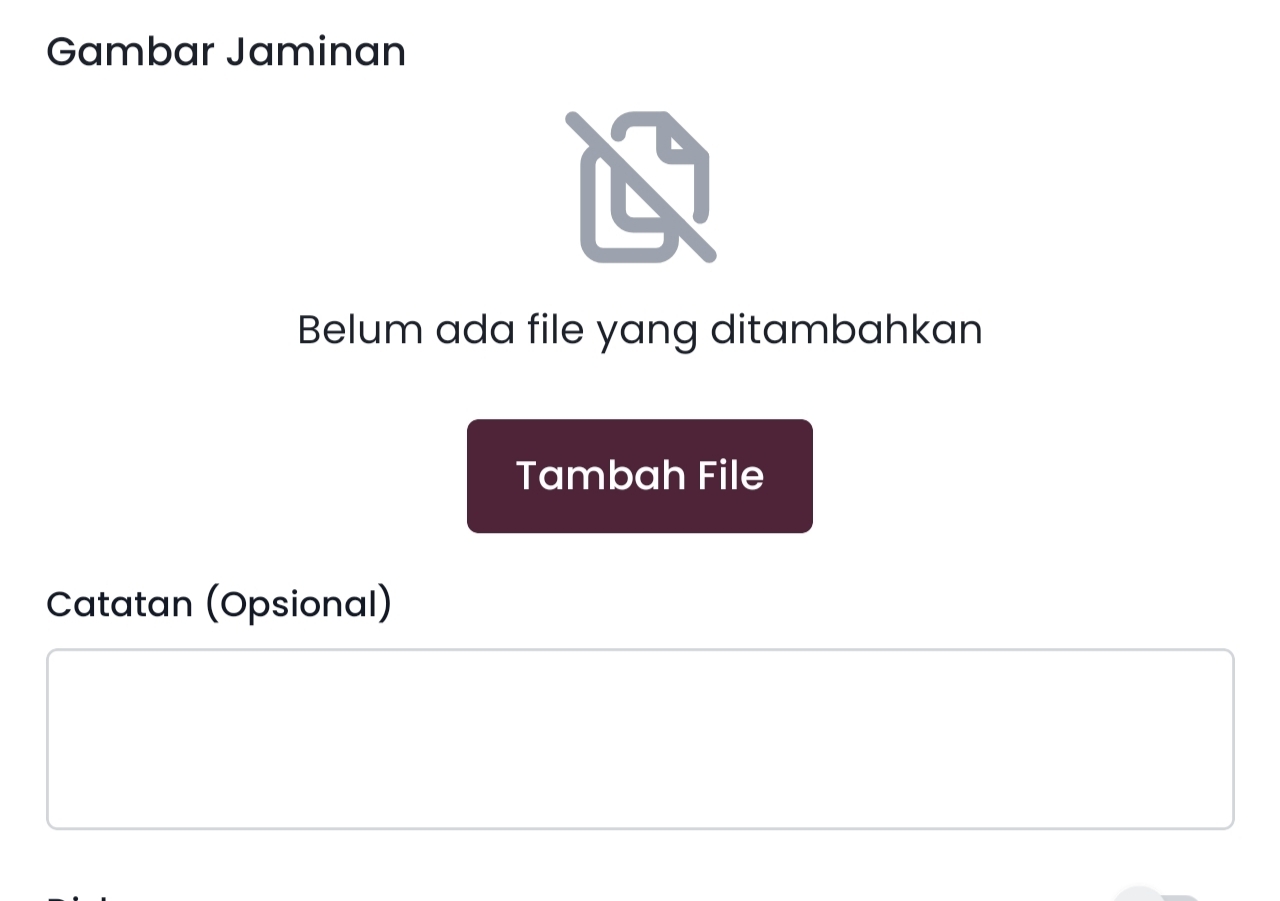 Gambar Jaminan
Belum ada file yang ditambahkan
Tambah File
Catatan (Opsional)